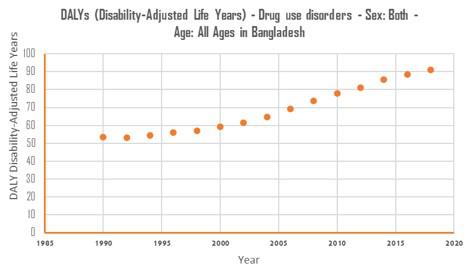 DALYs (Disability-Adjusted Life Years) - Drug use disorders - Sex: Both -
Age: All Ages in Bangladesh
DALY Disability-Adjusted Life Years
100
90
80
70
60
50
40
30
20
10
0
1985 1990 1995 2000 2005 2010 2015 2020
Year